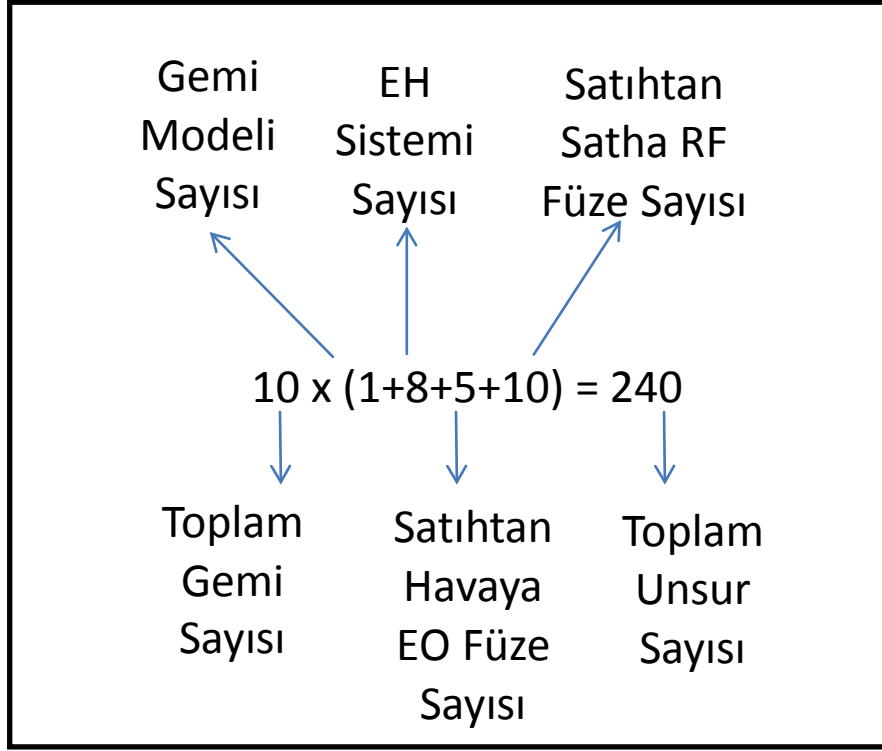 Gemi
Modeli
Sayısı
EH
Sistemi
Sayısı
Satıhtan
Satha RF
Füze Sayısı
10 x (1+8+5+10) = 240
Toplam
Gemi
Sayısı
Satıhtan
Havaya
EO Füze
Sayısı
Toplam
Unsur
Sayısı